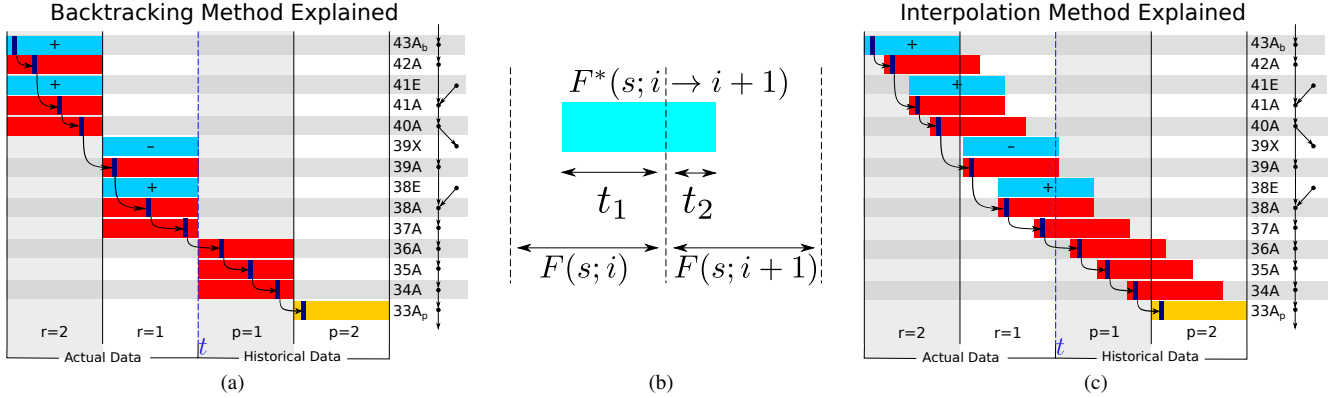 Backtracking Method Explained
+
+
–
+
43A_b
42A
41E
41A
40A
39X
39A
38E
38A
37A
36A
35A
34A
33A_p
r=2 r=1 p=1 p=2
t
Actual Data Historical Data
(a)
F*(s; i → i + 1)
t_1 t_2
F(s; i) F(s; i + 1)
(b)
Interpolation Method Explained
+
+
–
+
43A_b
42A
41E
41A
40A
39X
39A
38E
38A
37A
36A
35A
34A
33A_p
r=2 r=1 p=1 p=2
t
Actual Data Historical Data
(c)